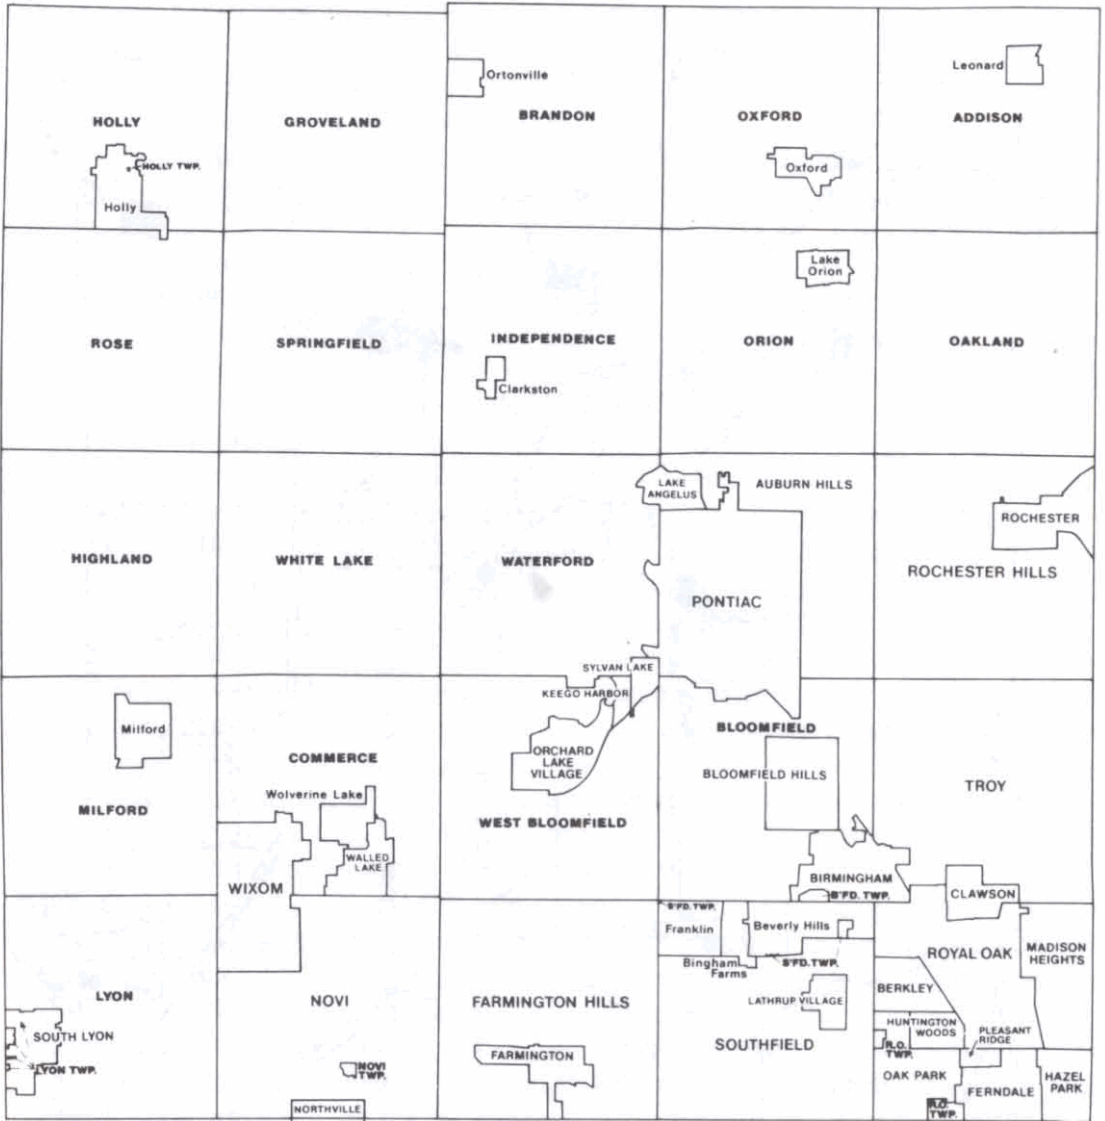 Ortonville
Leonard
HOLLY
GROVELAND
BRANDON
OXFORD
ADDISON
HOLLY TWP.
Oxford
Holly
Lake
Orion
ROSE
SPRINGFIELD
INDEPENDENCE
ORION
OAKLAND
Clarkston
LAKE
ANGELUS
AUBURN HILLS
ROCHESTER
HIGHLAND
WHITE LAKE
WATERFORD
ROCHESTER HILLS
PONTIAC
SYLVAN LAKE
KEEGO HARBOR
Milford
BLOOMFIELD
ORCHARD
LAKE
VILLAGE
COMMERCE
BLOOMFIELD HILLS
TROY
Wolverine Lake
MILFORD
WEST BLOOMFIELD
WALLED
LAKE
WIXOM
BIRMINGHAM
S'FD. TWP.
CLAWSON
S'FD. TWP.
Franklin
Beverly Hills
Bingham
Farms
S'FD. TWP.
ROYAL OAK
MADISON
HEIGHTS
LYON
NOVI
FARMINGTON HILLS
LATHRUP VILLAGE
BERKLEY
SOUTH LYON
HUNTINGTON
WOODS
PLEASANT
RIDGE
SOUTHFIELD
R.O.
TWP.
FARMINGTON
LYON TWP.
NOVI
TWP.
OAK PARK
HAZEL
PARK
FERNDALE
NORTHVILLE
R.O.
TWP.